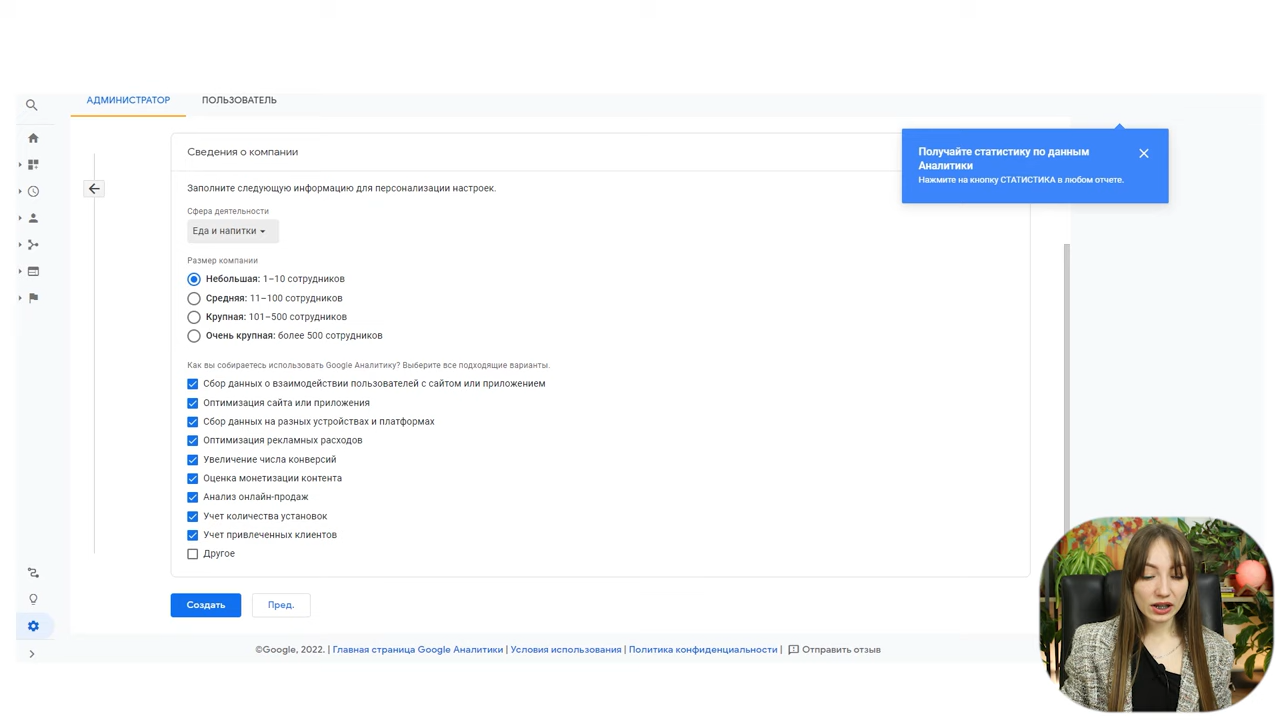 АДМИНИСТРАТОР ПОЛЬЗОВАТЕЛЬ
Сведения о компании
Получайте статистику по данным
Аналитики
Нажмите на кнопку СТАТИСТИКА в любом отчете.
Заполните следующую информацию для персонализации настроек.
Сфера деятельности
Еда и напитки
Размер компании
Небольшая: 1–10 сотрудников
Средняя: 11–100 сотрудников
Крупная: 101–500 сотрудников
Очень крупная: более 500 сотрудников
Как вы собираетесь использовать Google Аналитику? Выберите все подходящие варианты.
Сбор данных о взаимодействии пользователей с сайтом или приложением
Оптимизация сайта или приложения
Сбор данных на разных устройствах и платформах
Оптимизация рекламных расходов
Увеличение числа конверсий
Оценка монетизации контента
Анализ онлайн-продаж
Учет количества установок
Учет привлеченных клиентов
Другое
Создать Пред.
©Google, 2022. | Главная страница Google Аналитики | Условия использования | Политика конфиденциальности | Отправить отзыв